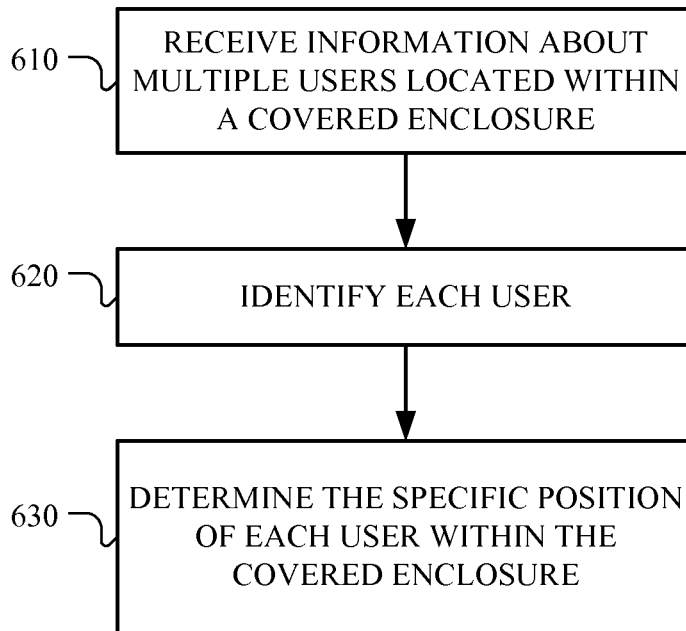 610
RECEIVE INFORMATION ABOUT
MULTIPLE USERS LOCATED WITHIN
A COVERED ENCLOSURE
620
IDENTIFY EACH USER
630
DETERMINE THE SPECIFIC POSITION
OF EACH USER WITHIN THE
COVERED ENCLOSURE